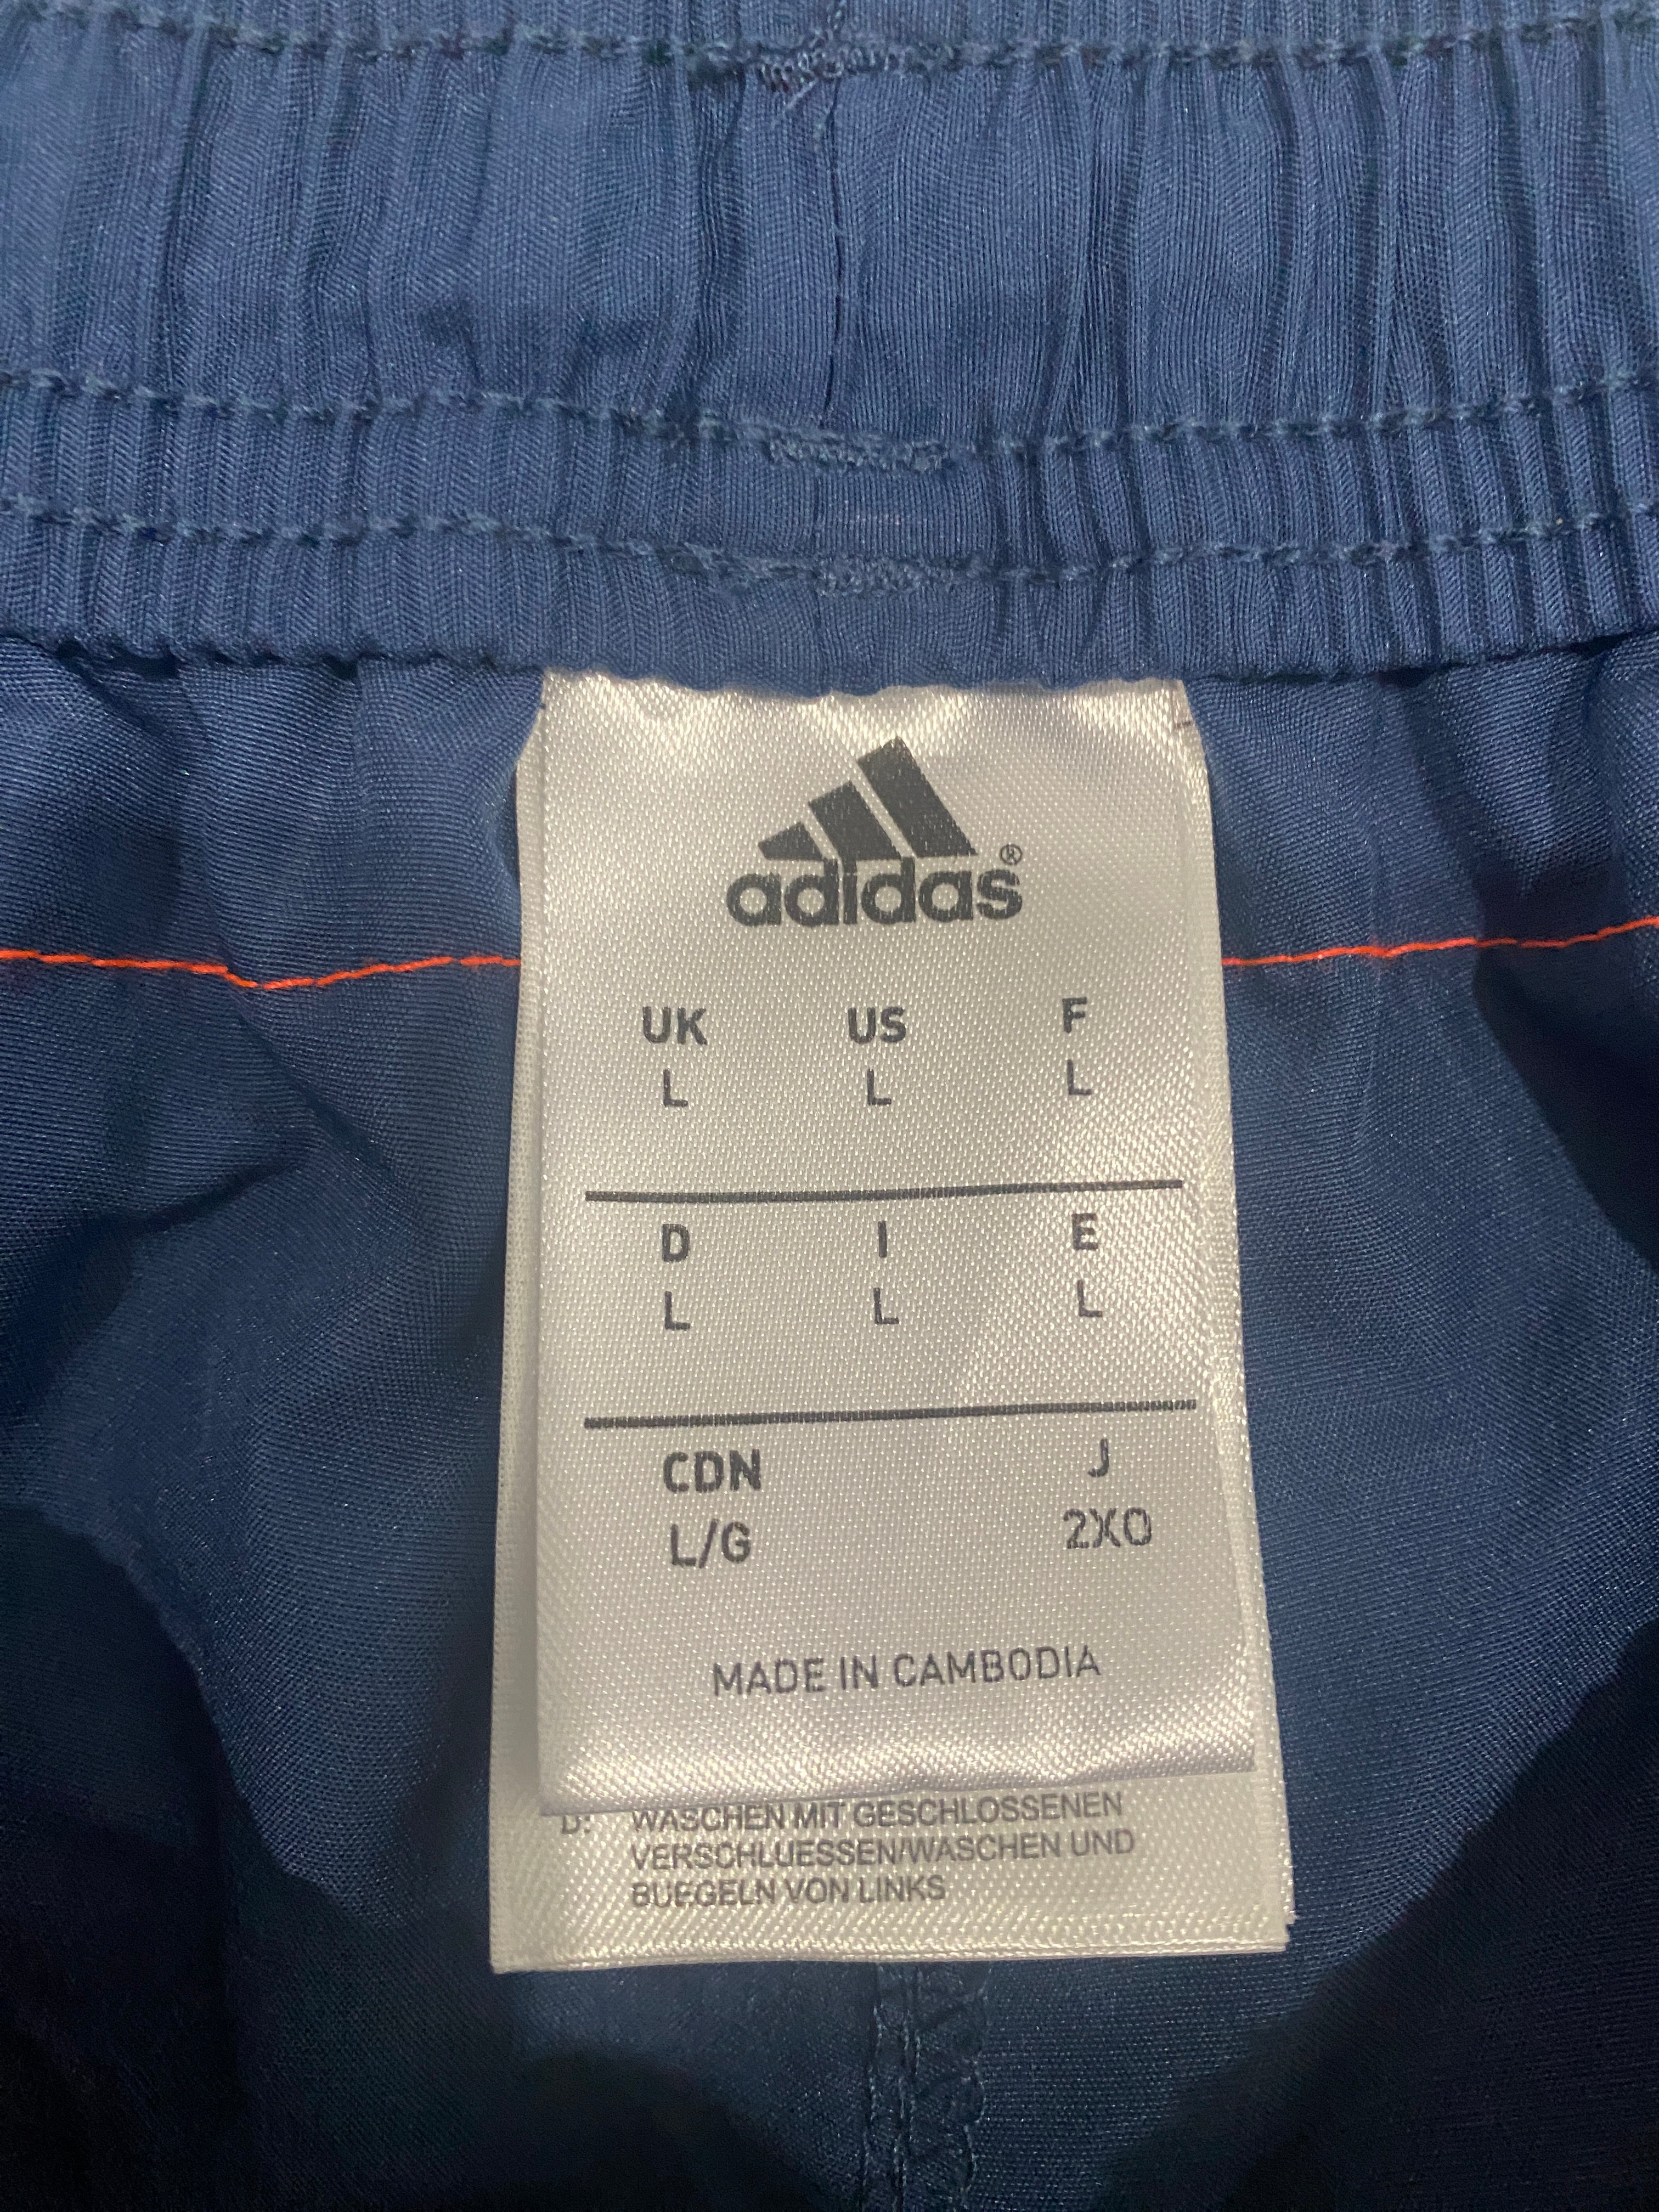 adidas®
UK US F
L L L
D I E
L L L
CDN J
L/G 2XO
MADE IN CAMBODIA
D: WASCHEN MIT GESCHLOSSENEN
VERSCHLUESSEN/WASCHEN UND
BUEGELN VON LINKS